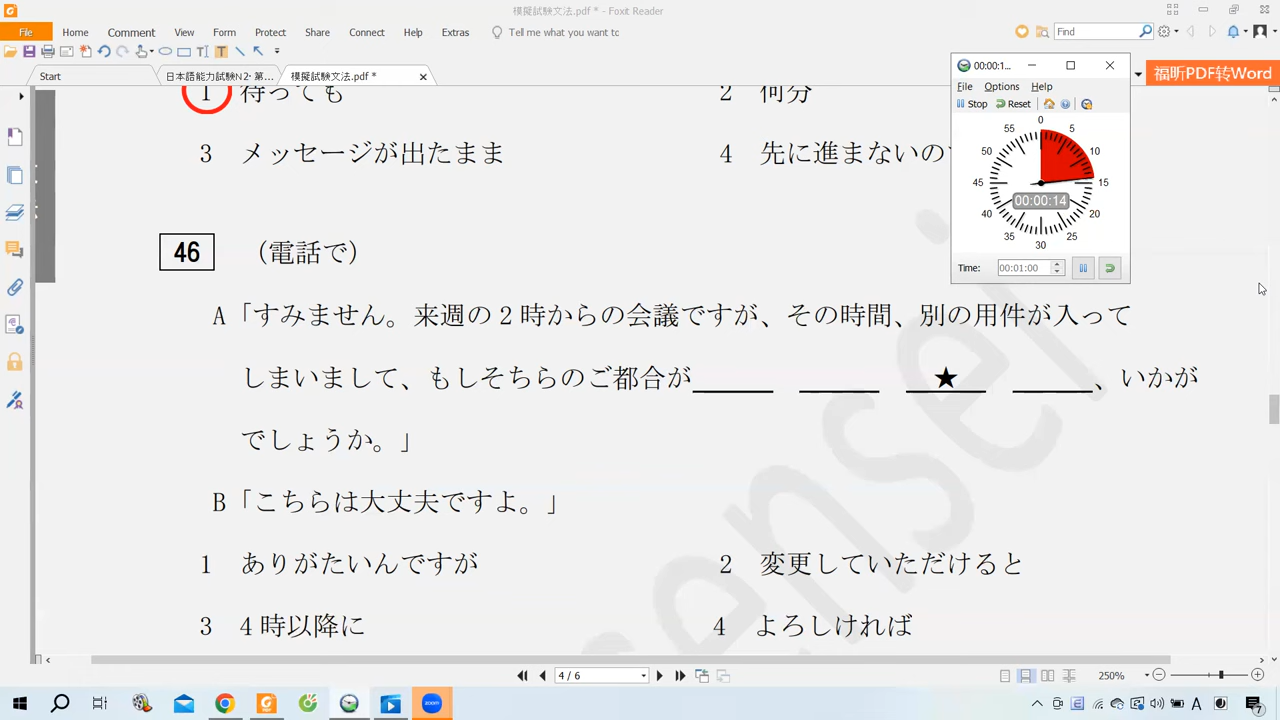 模擬試験文法.pdf * - Foxit Reader
File Home Comment View Form Protect Share Connect Help Extras Tell me what you want to Find
Start 日本語能力試験N2- 第... 模擬試験文法.pdf * 福昕PDF转Word
00:00:1...
File Options Help
Stop Reset
0
55 5
50 10
45 15
40 20
35 25
30
00:00:14
Time: 00:01:00
1 待っても 2 何分
3 メッセージが出たまま 4 先に進まないの
46 （電話で）
A「すみません。来週の２時からの会議ですが、その時間、別の用件が入って
しまいまして、もしそちらのご都合が____ ____ ★ ____、いかが
でしょうか。」
B「こちらは大丈夫ですよ。」
1 ありがたいんですが 2 変更していただけると
3 ４時以降に 4 よろしければ
sensei
4 / 6 250%
zoom A 7